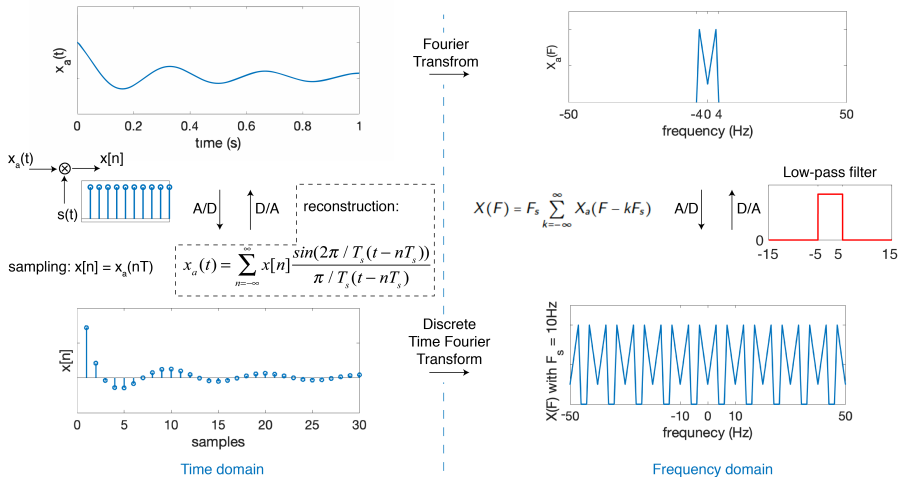 x_a(t)
0 0.2 0.4 0.6 0.8 1
time (s)
Fourier
Transfrom
X_a(F)
-50 -40 4 50
frequency (Hz)
x_a(t) x[n]
s(t)
A/D D/A
reconstruction:
sampling: x[n] = x_a(nT)
x_a(t) = ∑_{n=-∞}^{∞} x[n] sin(2π / T_s(t − nT_s)) / π / T_s(t − nT_s)
X(F) = F_s ∑_{k=-∞}^{∞} X_a(F − kF_s)
A/D D/A
Low-pass filter
0
-15 -5 5 15
x[n]
0 5 10 15 20 25 30
samples
Discrete
Time Fourier
Transform
X(F) with F_s = 10Hz
-50 -10 0 10 50
frequnecy (Hz)
Time domain
Frequency domain